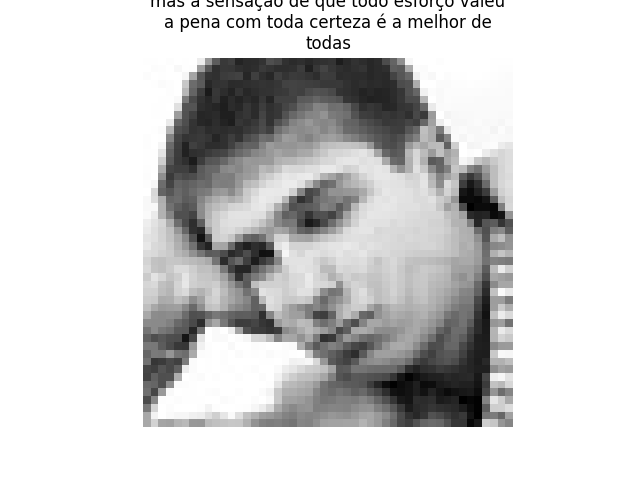 mas a sensação de que todo esforço valeu
a pena com toda certeza é a melhor de
todas